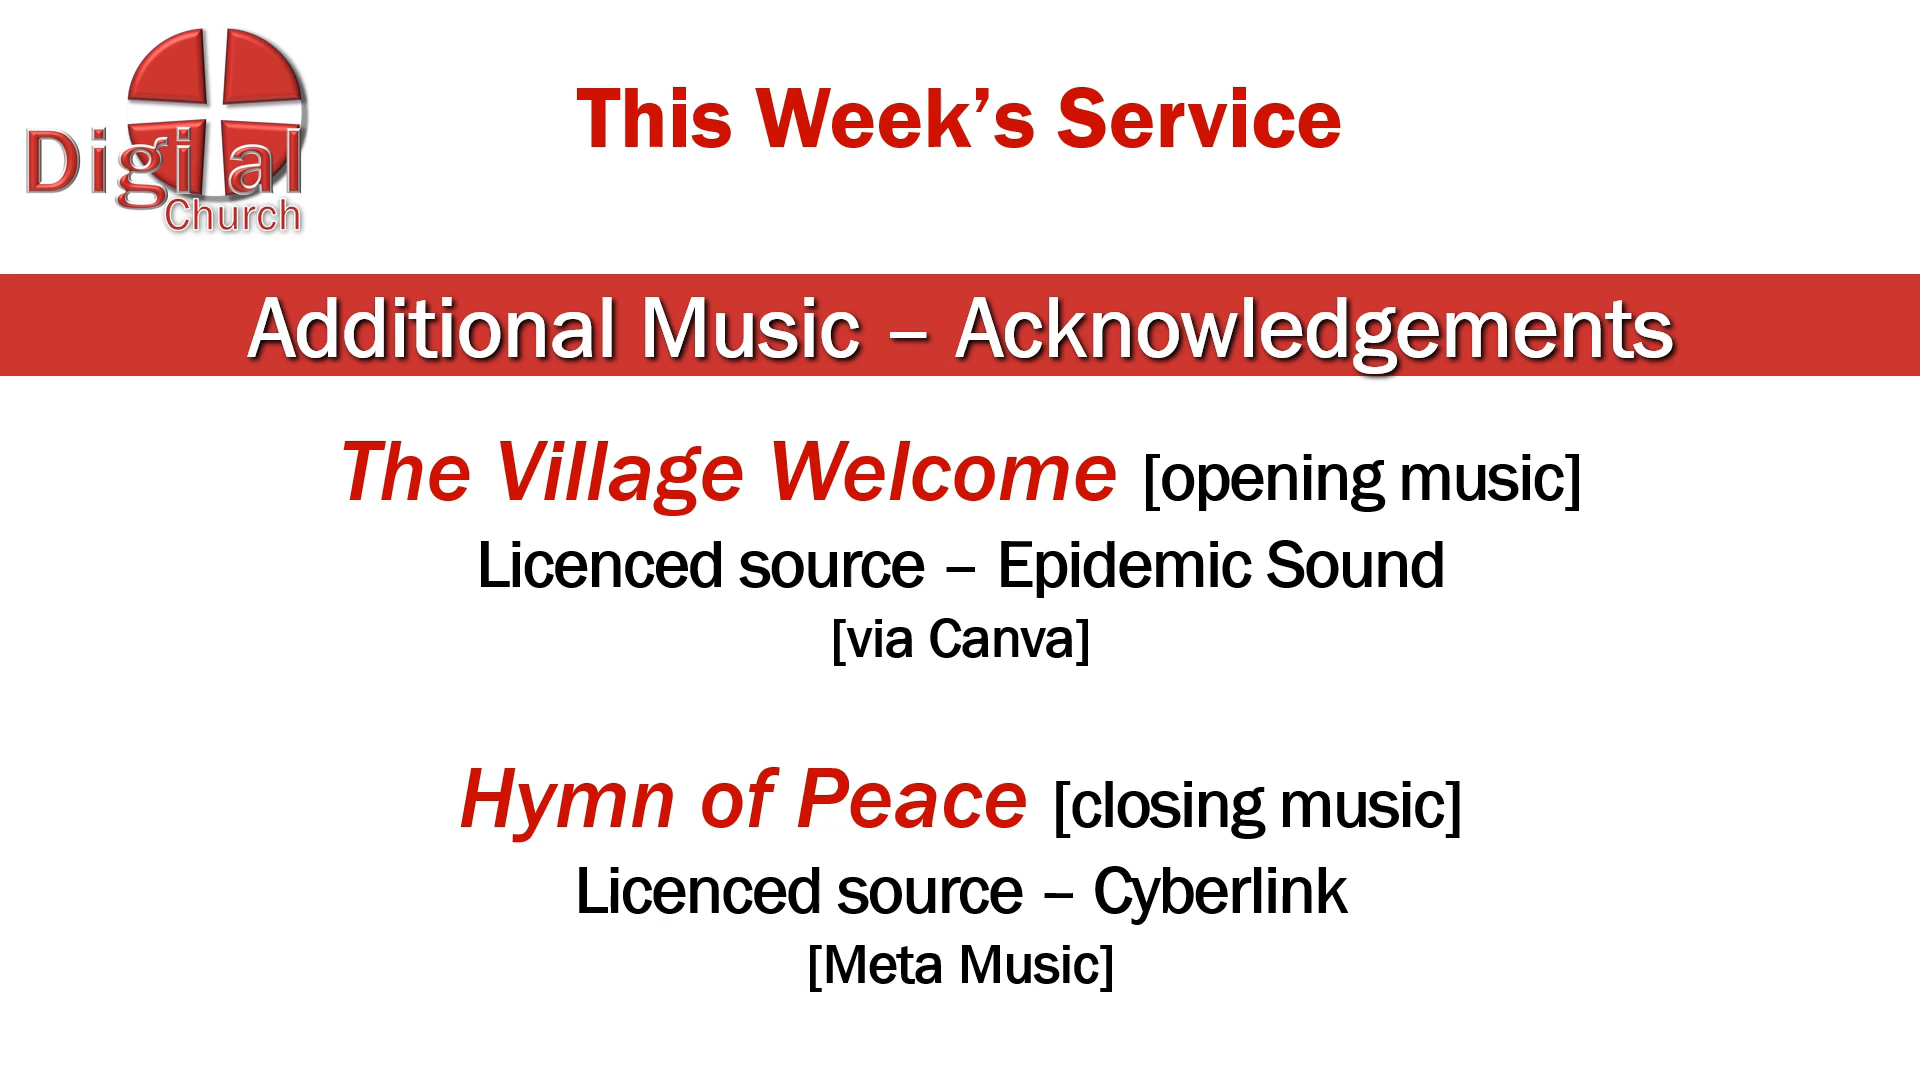 Digital
Church
This Week’s Service
Additional Music – Acknowledgements
The Village Welcome [opening music]
Licenced source – Epidemic Sound
[via Canva]
Hymn of Peace [closing music]
Licenced source – Cyberlink
[Meta Music]